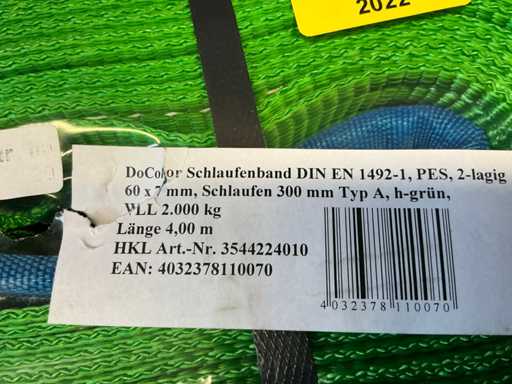 2022
DoColor Schlaufenband DIN EN 1492-1, PES, 2-lagig
60 x 7 mm, Schlaufen 300 mm Typ A, h-grün,
WLL 2.000 kg
Länge 4,00 m
HKL Art.-Nr. 3544224010
EAN: 4032378110070
4 032378 110070